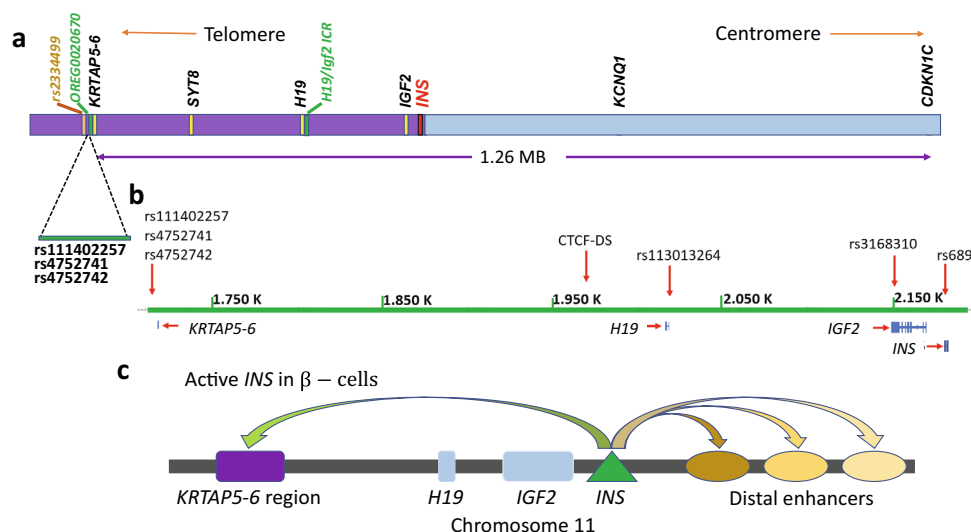 a
Telomere
Centromere
rs2334499
OREG0020670
KRTAP5-6
SYT8
H19
H19/Igf2 ICR
IGF2
INS
KCNQ1
CDKN1C
1.26 MB
b
rs111402257
rs4752741
rs4752742
rs111402257
rs4752741
rs4752742
CTCF-DS
rs113013264
rs3168310
rs689
1.750 K
1.850 K
1.950 K
2.050 K
2.150 K
KRTAP5-6
H19
IGF2
INS
c
Active INS in β − cells
KRTAP5-6 region
H19
IGF2
INS
Distal enhancers
Chromosome 11